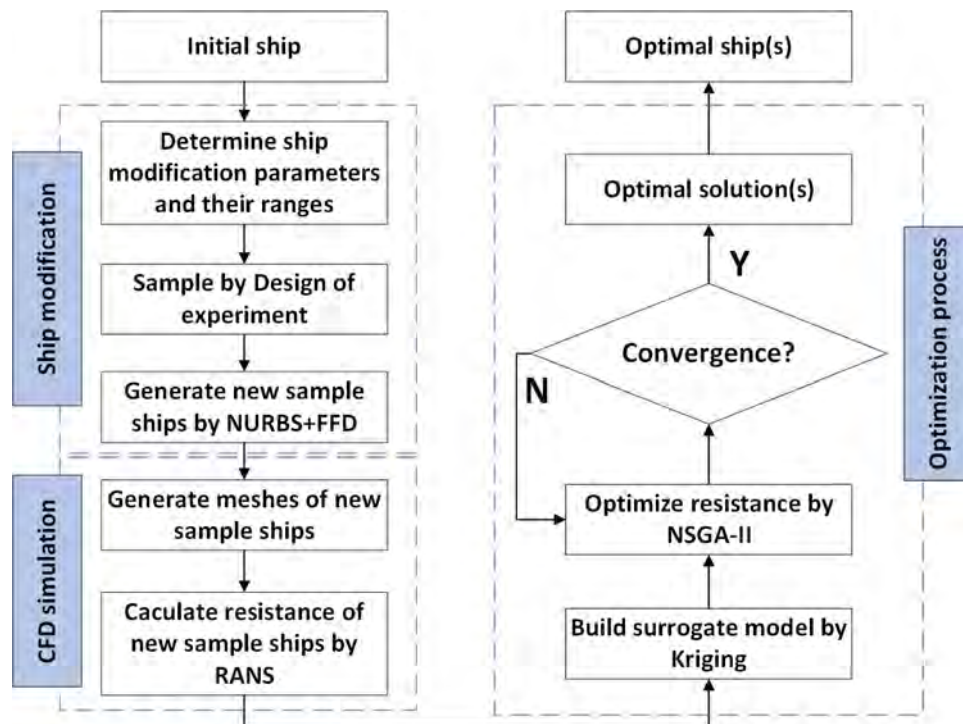 Initial ship
Determine ship
modification parameters
and their ranges
Sample by Design of
experiment
Generate new sample
ships by NURBS+FFD
Ship modification
Generate meshes of new
sample ships
Caculate resistance of
new sample ships by
RANS
CFD simulation
Optimal ship(s)
Optimal solution(s)
Y
Convergence?
N
Optimize resistance by
NSGA-II
Build surrogate model by
Kriging
Optimization process